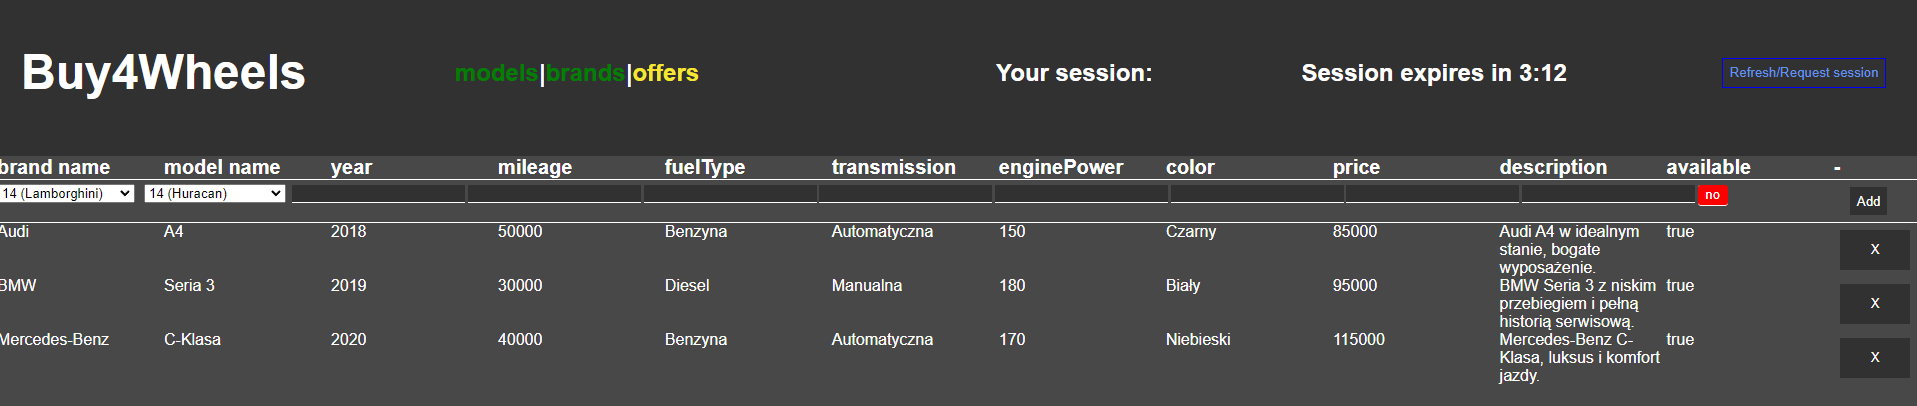 Buy4Wheels models|brands|offers Your session: Session expires in 3:12 Refresh/Request session
brand name model name year mileage fuelType transmission enginePower color price description available -
14 (Lamborghini) 14 (Huracan) no Add
Audi A4 2018 50000 Benzyna Automatyczna 150 Czarny 85000 Audi A4 w idealnym true X
stanie, bogate
wyposażenie.
BMW Seria 3 2019 30000 Diesel Manualna 180 Biały 95000 BMW Seria 3 z niskim true X
przebiegiem i pełną
historią serwisową.
Mercedes-Benz C-Klasa 2020 40000 Benzyna Automatyczna 170 Niebieski 115000 Mercedes-Benz C- true X
Klasa, luksus i komfort
jazdy.